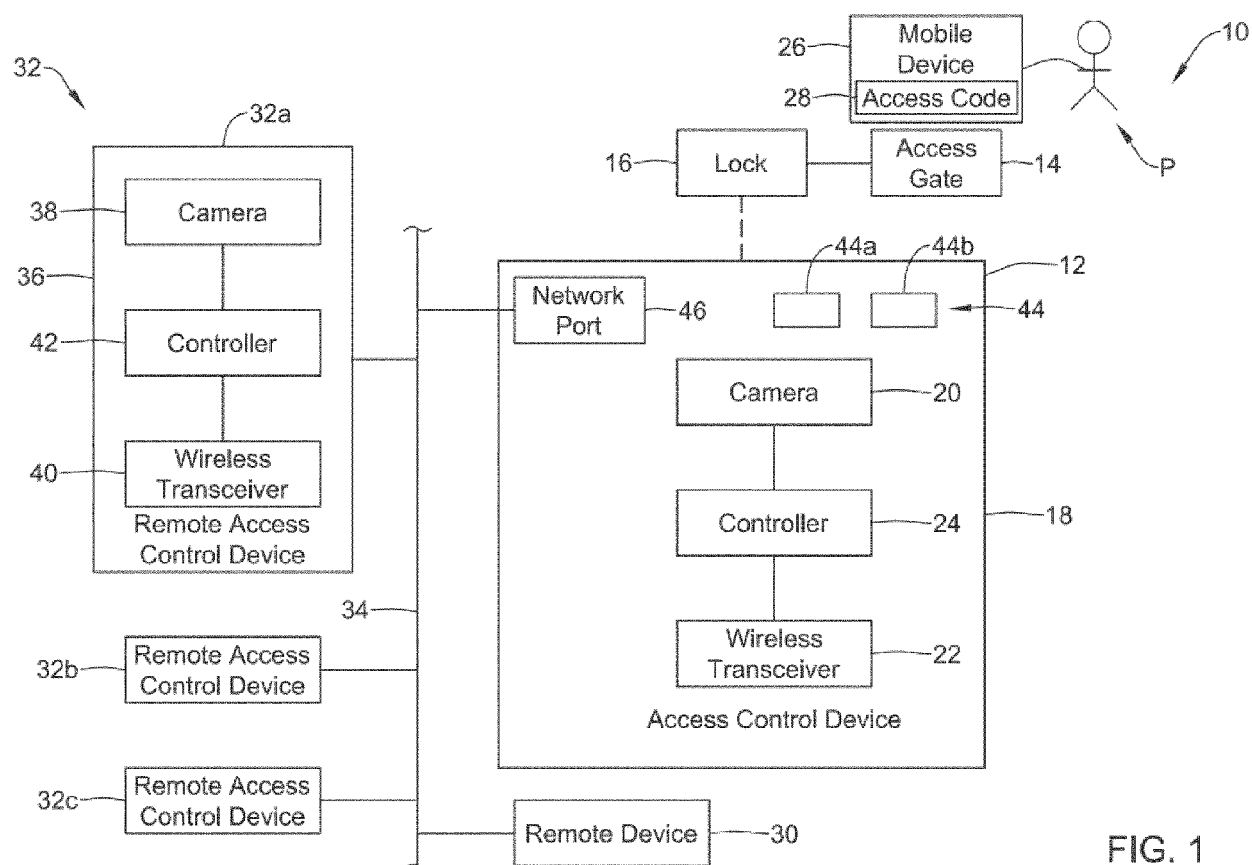 10
26
Mobile
Device
28
Access Code
P
32
32a
16
Lock
Access
Gate
14
38
Camera
36
42
Controller
40
Wireless
Transceiver
Remote Access
Control Device
44a
44b
12
Network
Port
46
44
Camera
20
Controller
24
18
Wireless
Transceiver
22
Access Control Device
34
32b
Remote Access
Control Device
32c
Remote Access
Control Device
Remote Device
30
FIG. 1